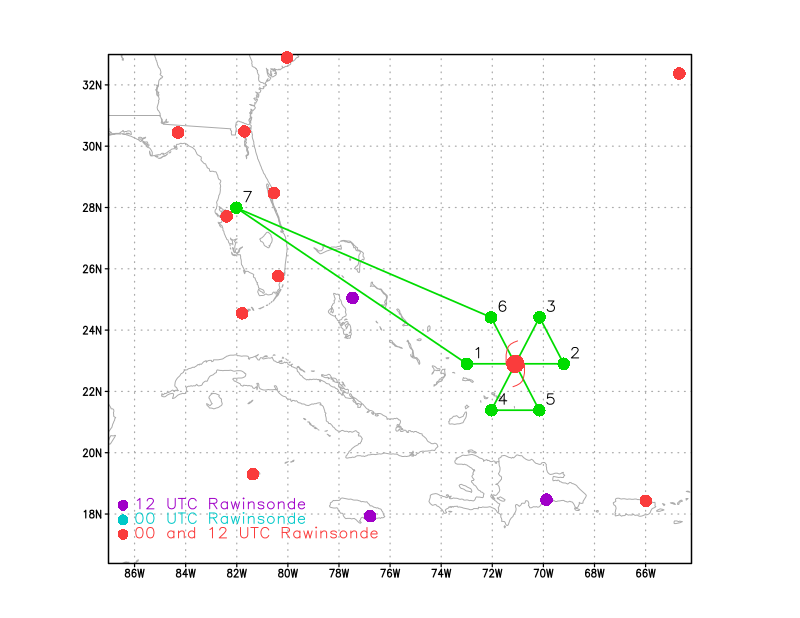 32N
30N
7
28N
26N
6 3
24N
1 2
22N
4 5
20N
12 UTC Rawinsonde
00 UTC Rawinsonde
18N
00 and 12 UTC Rawinsonde
86W 84W 82W 80W 78W 76W 74W 72W 70W 68W 66W